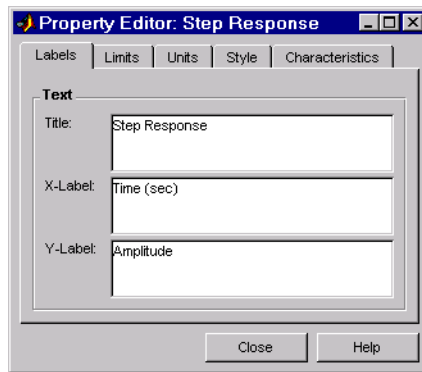 Property Editor: Step Response
Labels Limits Units Style Characteristics
Text
Title: Step Response
X-Label: Time (sec)
Y-Label: Amplitude
Close Help